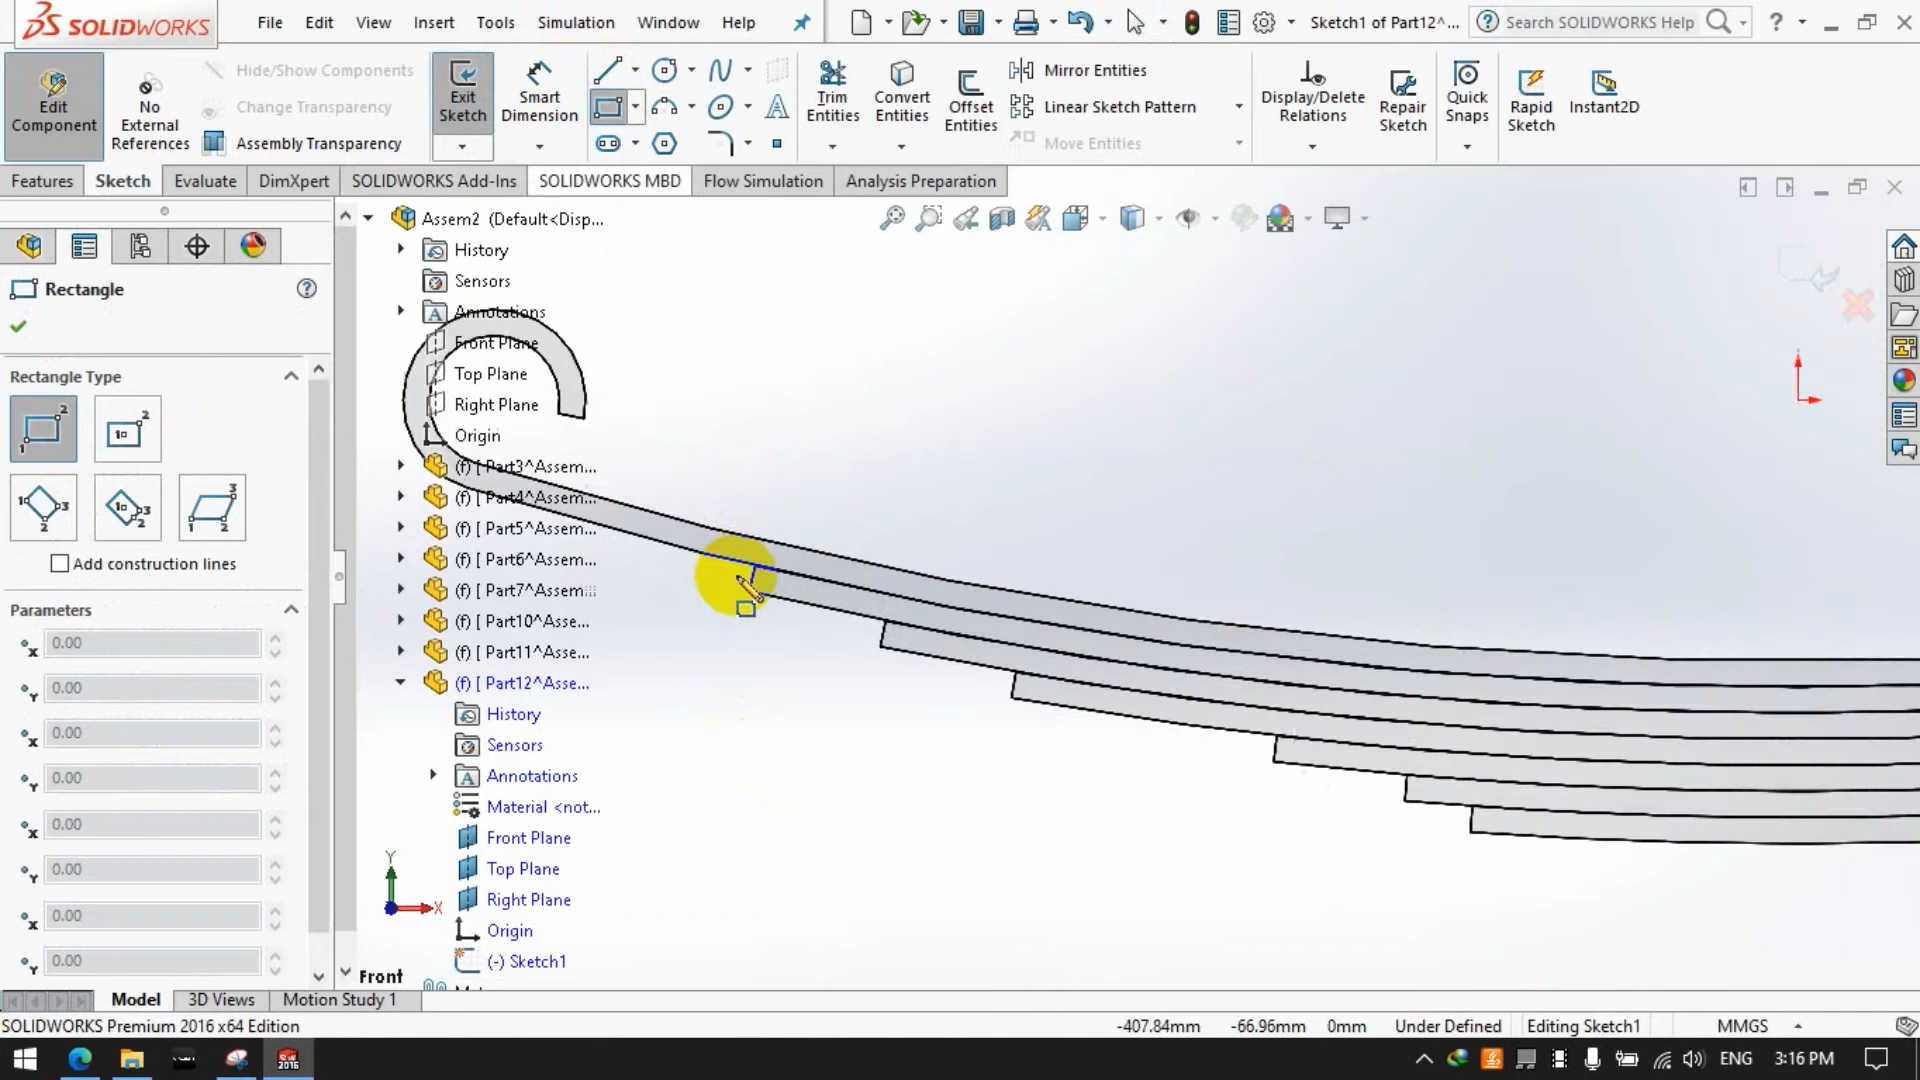 SOLIDWORKS
File Edit View Insert Tools Simulation Window Help
Sketch1 of Part12^...
Search SOLIDWORKS Help
?
Edit Component
No External References
Hide/Show Components
Change Transparency
Assembly Transparency
Exit Sketch
Smart Dimension
Trim Entities
Convert Entities
Offset Entities
Mirror Entities
Linear Sketch Pattern
Move Entities
Display/Delete Relations
Repair Sketch
Quick Snaps
Rapid Sketch
Instant2D
Features Sketch Evaluate DimXpert SOLIDWORKS Add-Ins SOLIDWORKS MBD Flow Simulation Analysis Preparation
Rectangle
Rectangle Type
Add construction lines
Parameters
x 0.00
Y 0.00
x 0.00
Y 0.00
x 0.00
Y 0.00
x 0.00
Y 0.00
Assem2 (Default<Disp...
History
Sensors
Annotations
Front Plane
Top Plane
Right Plane
Origin
(f) [ Part3^Assem...
(f) [ Part4^Assem...
(f) [ Part5^Assem...
(f) [ Part6^Assem...
(f) [ Part7^Assem
(f) [ Part10^Asse...
(f) [ Part11^Asse...
(f) [ Part12^Asse...
History
Sensors
Annotations
Material <not...
Front Plane
Top Plane
Right Plane
Origin
(-) Sketch1
Y
X
Front
Model 3D Views Motion Study 1
SOLIDWORKS Premium 2016 x64 Edition
-407.84mm -66.96mm 0mm Under Defined Editing Sketch1 MMGS
SW 2016
ENG 3:16 PM